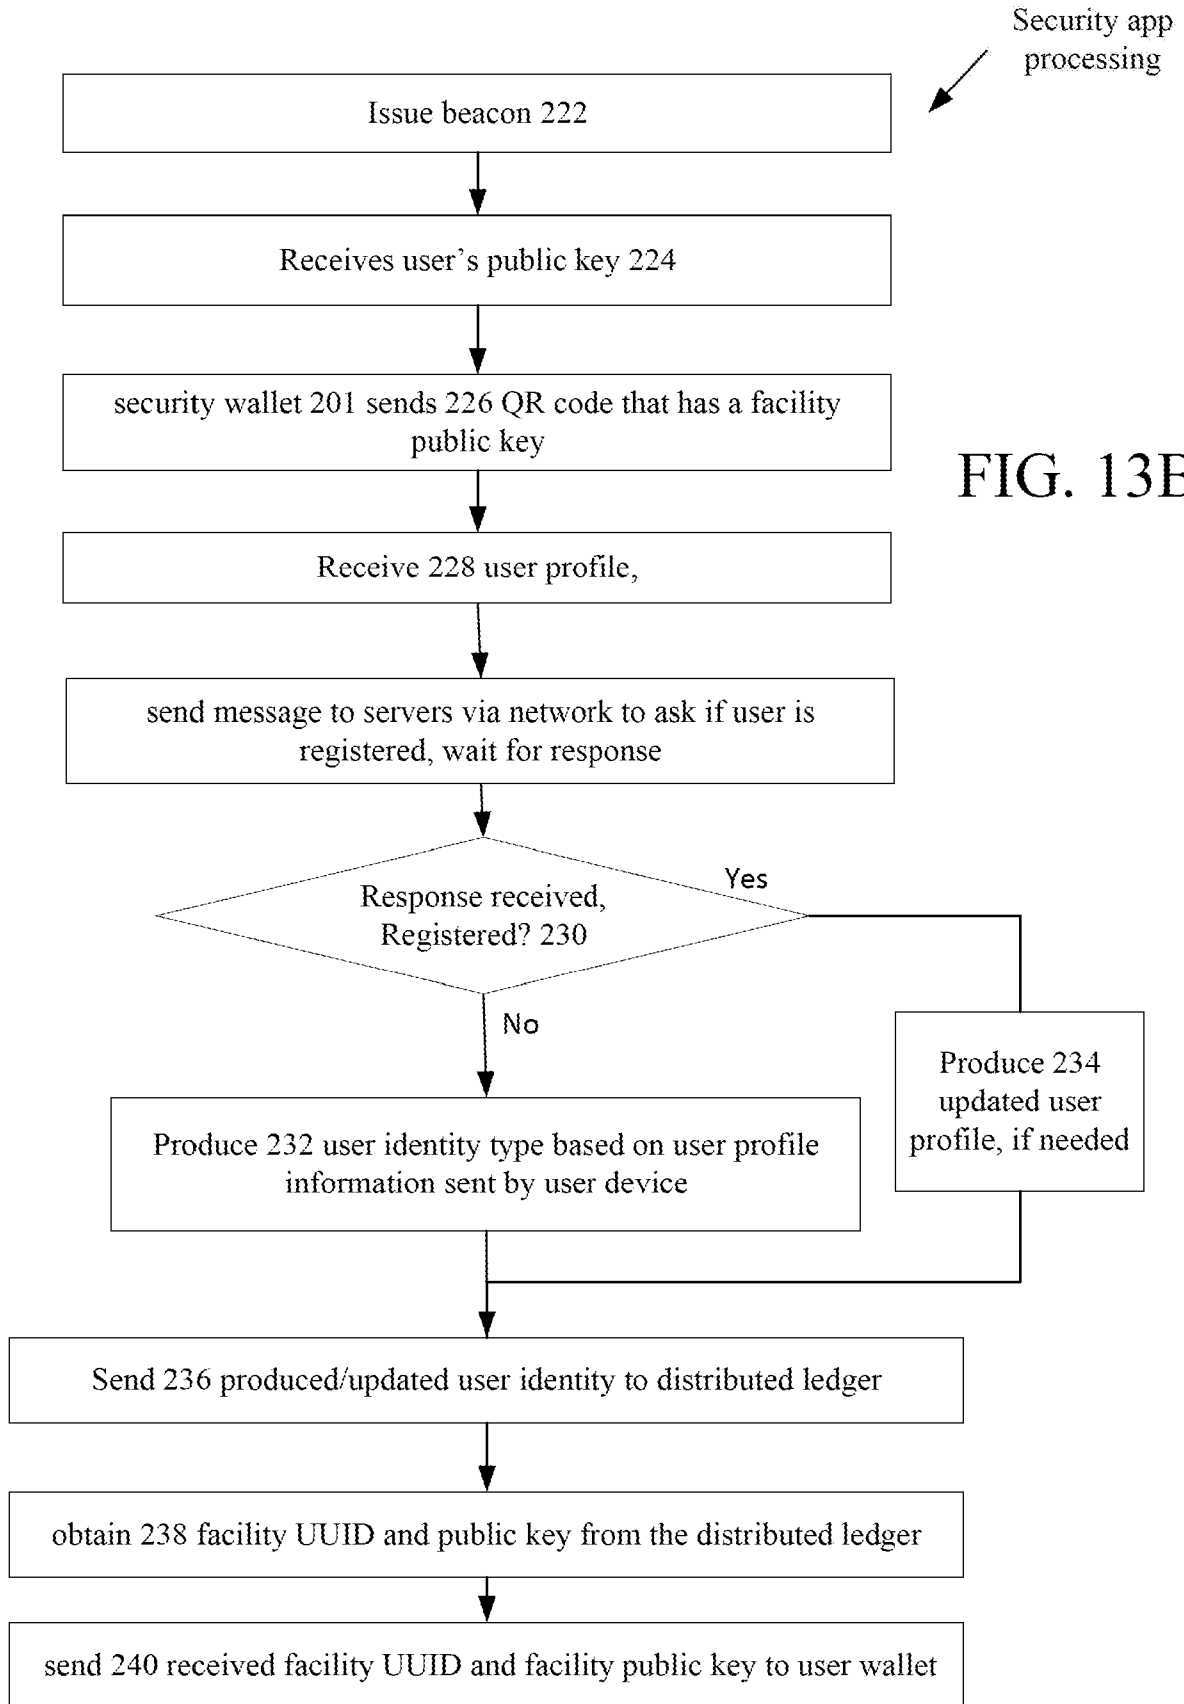 Security app
processing
Issue beacon 222
Receives user’s public key 224
security wallet 201 sends 226 QR code that has a facility
public key
FIG. 13B
Receive 228 user profile,
send message to servers via network to ask if user is
registered, wait for response
Response received,
Registered? 230
Yes
No
Produce 234
updated user
profile, if needed
Produce 232 user identity type based on user profile
information sent by user device
Send 236 produced/updated user identity to distributed ledger
obtain 238 facility UUID and public key from the distributed ledger
send 240 received facility UUID and facility public key to user wallet